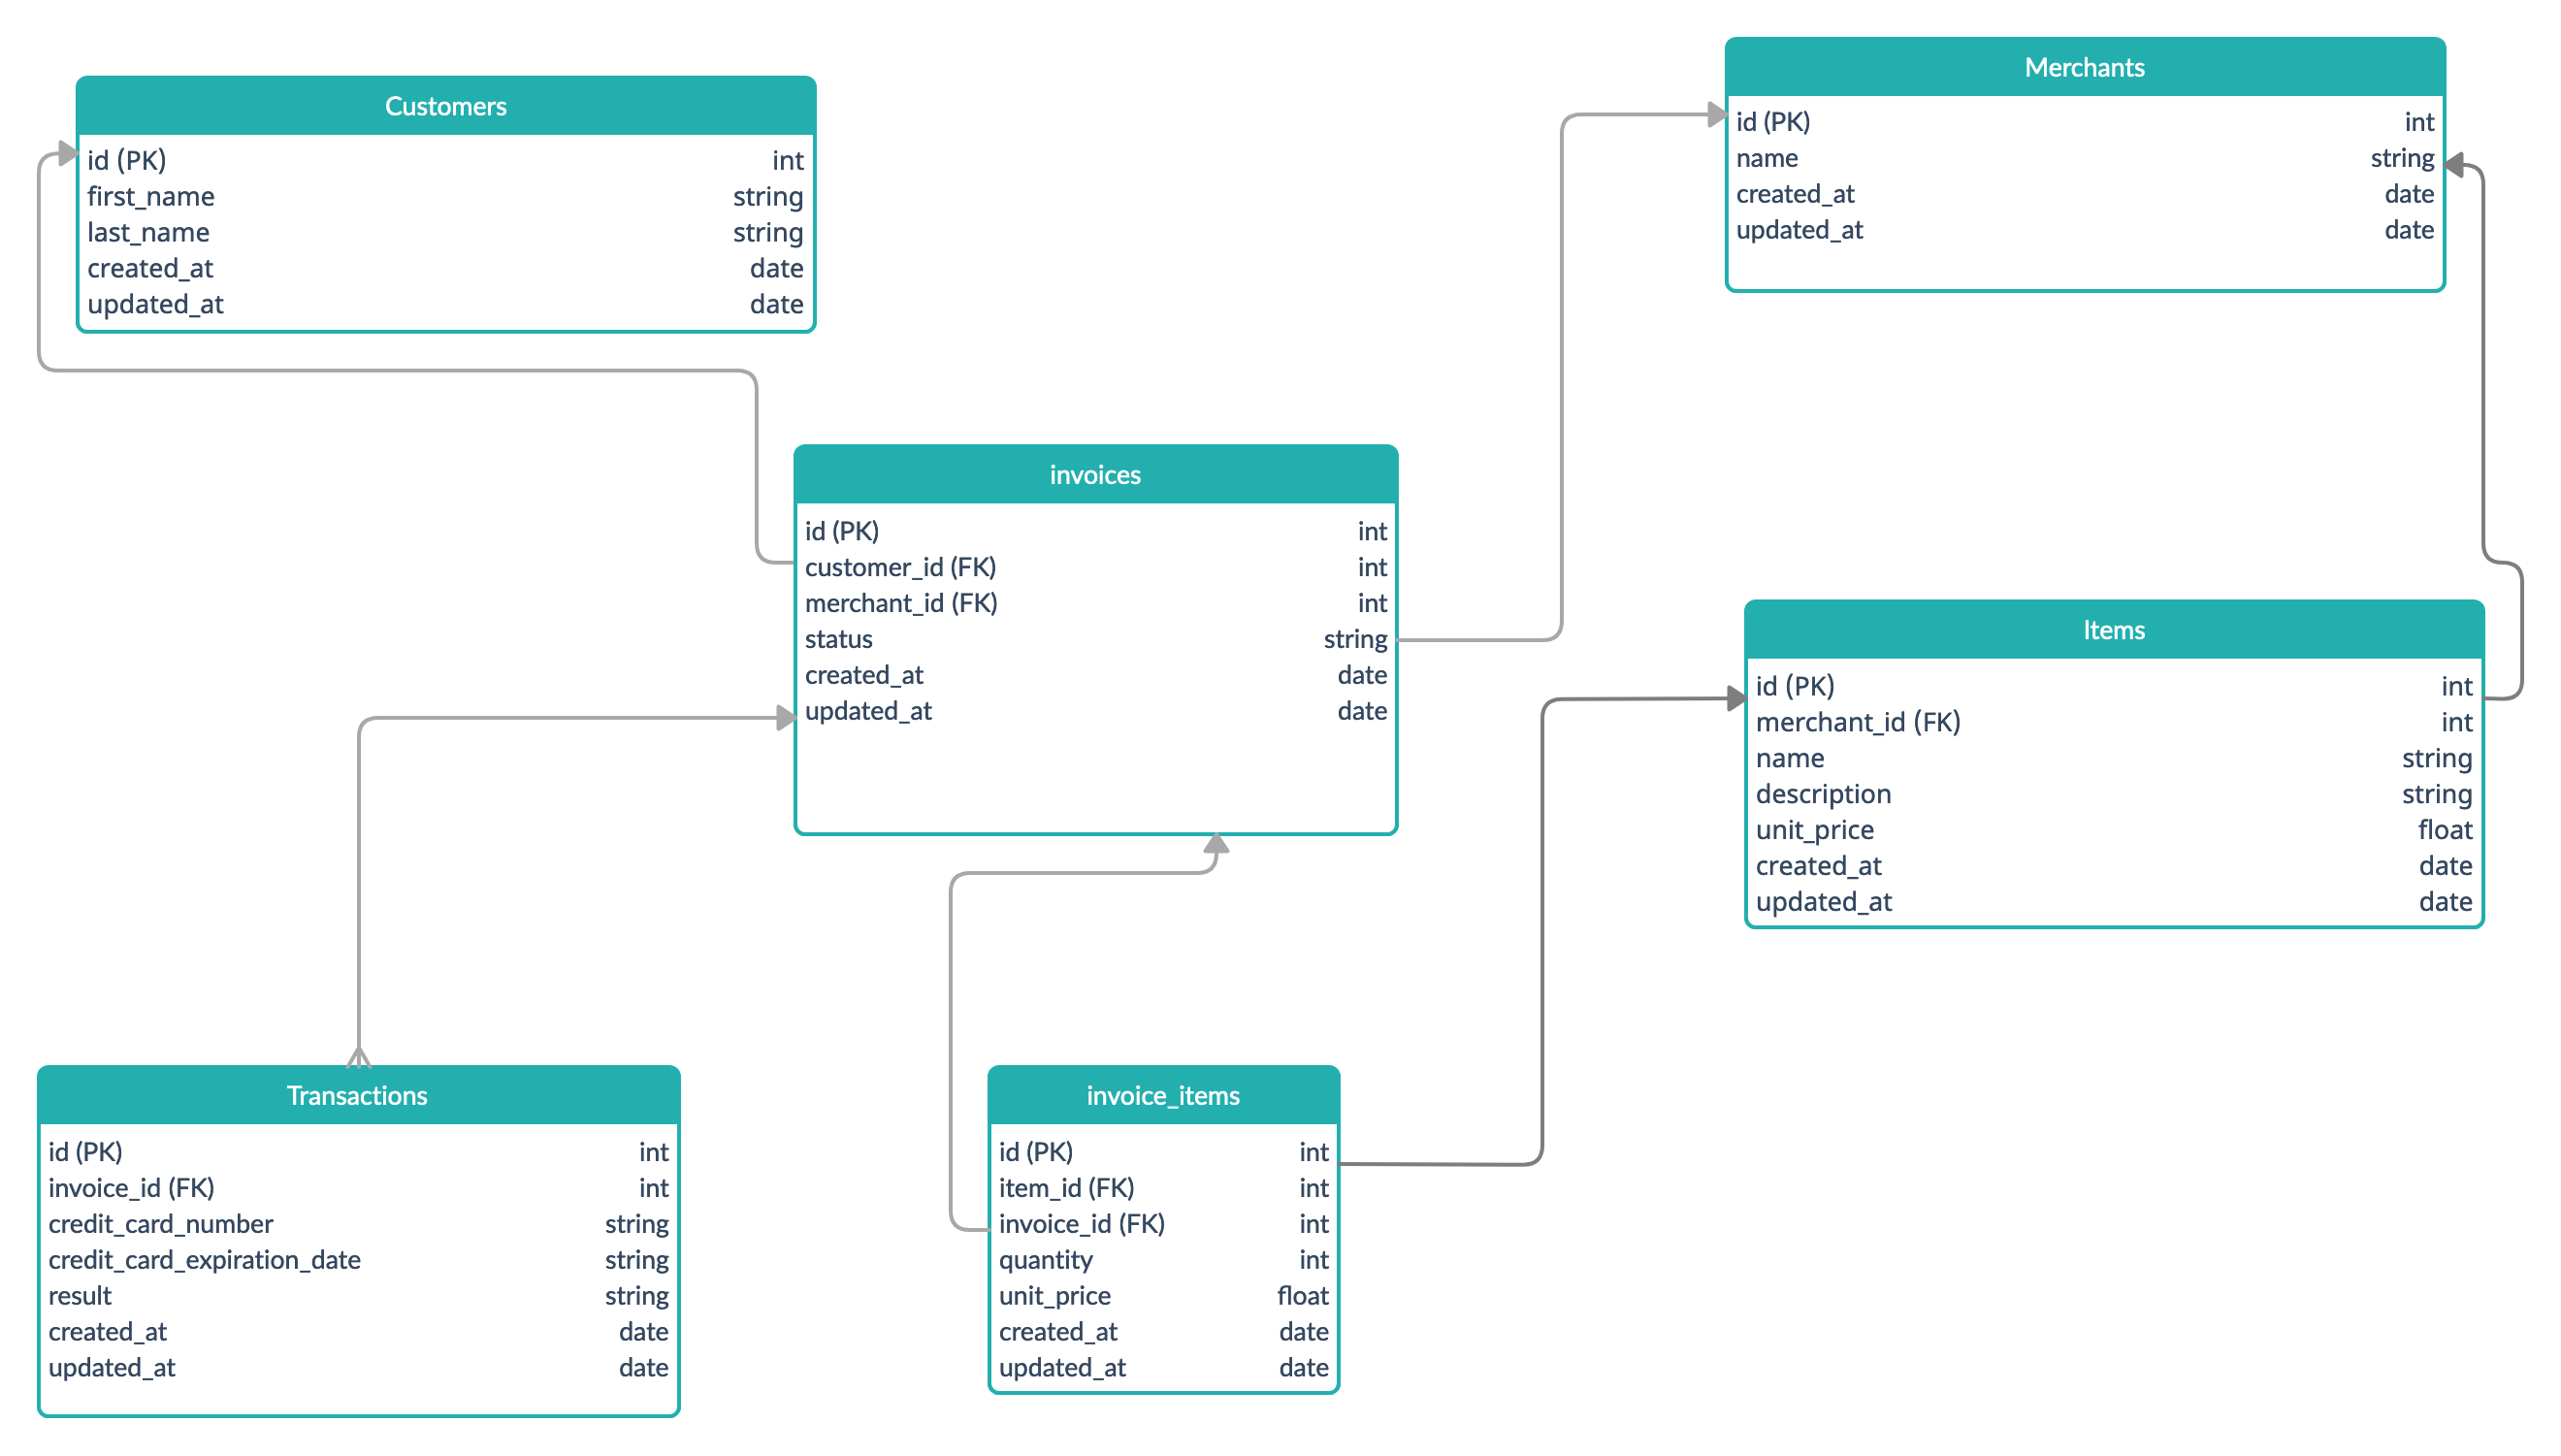 Customers
id (PK) int
first_name string
last_name string
created_at date
updated_at date
Merchants
id (PK) int
name string
created_at date
updated_at date
invoices
id (PK) int
customer_id (FK) int
merchant_id (FK) int
status string
created_at date
updated_at date
Items
id (PK) int
merchant_id (FK) int
name string
description string
unit_price float
created_at date
updated_at date
Transactions
id (PK) int
invoice_id (FK) int
credit_card_number string
credit_card_expiration_date string
result string
created_at date
updated_at date
invoice_items
id (PK) int
item_id (FK) int
invoice_id (FK) int
quantity int
unit_price float
created_at date
updated_at date